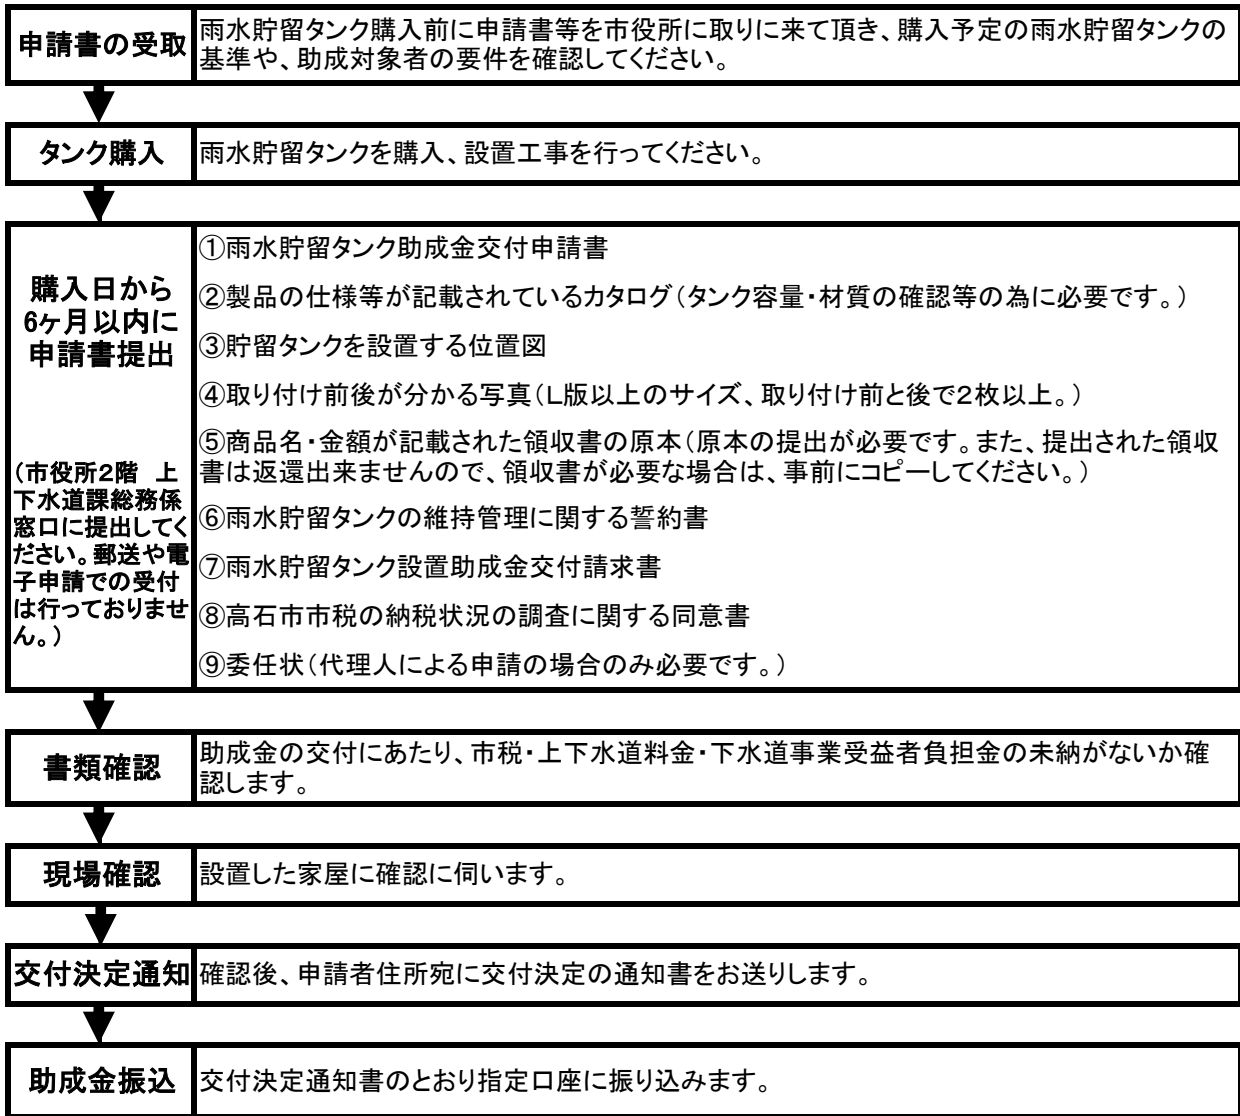 申請書の受取
雨水貯留タンク購入前に申請書等を市役所に取りに来て頂き、購入予定の雨水貯留タンクの
基準や、助成対象者の要件を確認してください。
タンク購入
雨水貯留タンクを購入、設置工事を行ってください。
購入日から
6ヶ月以内に
申請書提出
(市役所2階　上
下水道課総務係
窓口に提出してく
ださい。郵送や電
子申請での受付
は行っておりませ
ん。)
①雨水貯留タンク助成金交付申請書
②製品の仕様等が記載されているカタログ(タンク容量・材質の確認等の為に必要です。)
③貯留タンクを設置する位置図
④取り付け前後が分かる写真(L版以上のサイズ、取り付け前と後で2枚以上。)
⑤商品名・金額が記載された領収書の原本(原本の提出が必要です。また、提出された領収
書は返還出来ませんので、領収書が必要な場合は、事前にコピーしてください。)
⑥雨水貯留タンクの維持管理に関する誓約書
⑦雨水貯留タンク設置助成金交付請求書
⑧高石市市税の納税状況の調査に関する同意書
⑨委任状(代理人による申請の場合のみ必要です。)
書類確認
助成金の交付にあたり、市税・上下水道料金・下水道事業受益者負担金の未納がないか確
認します。
現場確認
設置した家屋に確認に伺います。
交付決定通知
確認後、申請者住所宛に交付決定の通知書をお送りします。
助成金振込
交付決定通知書のとおり指定口座に振り込みます。